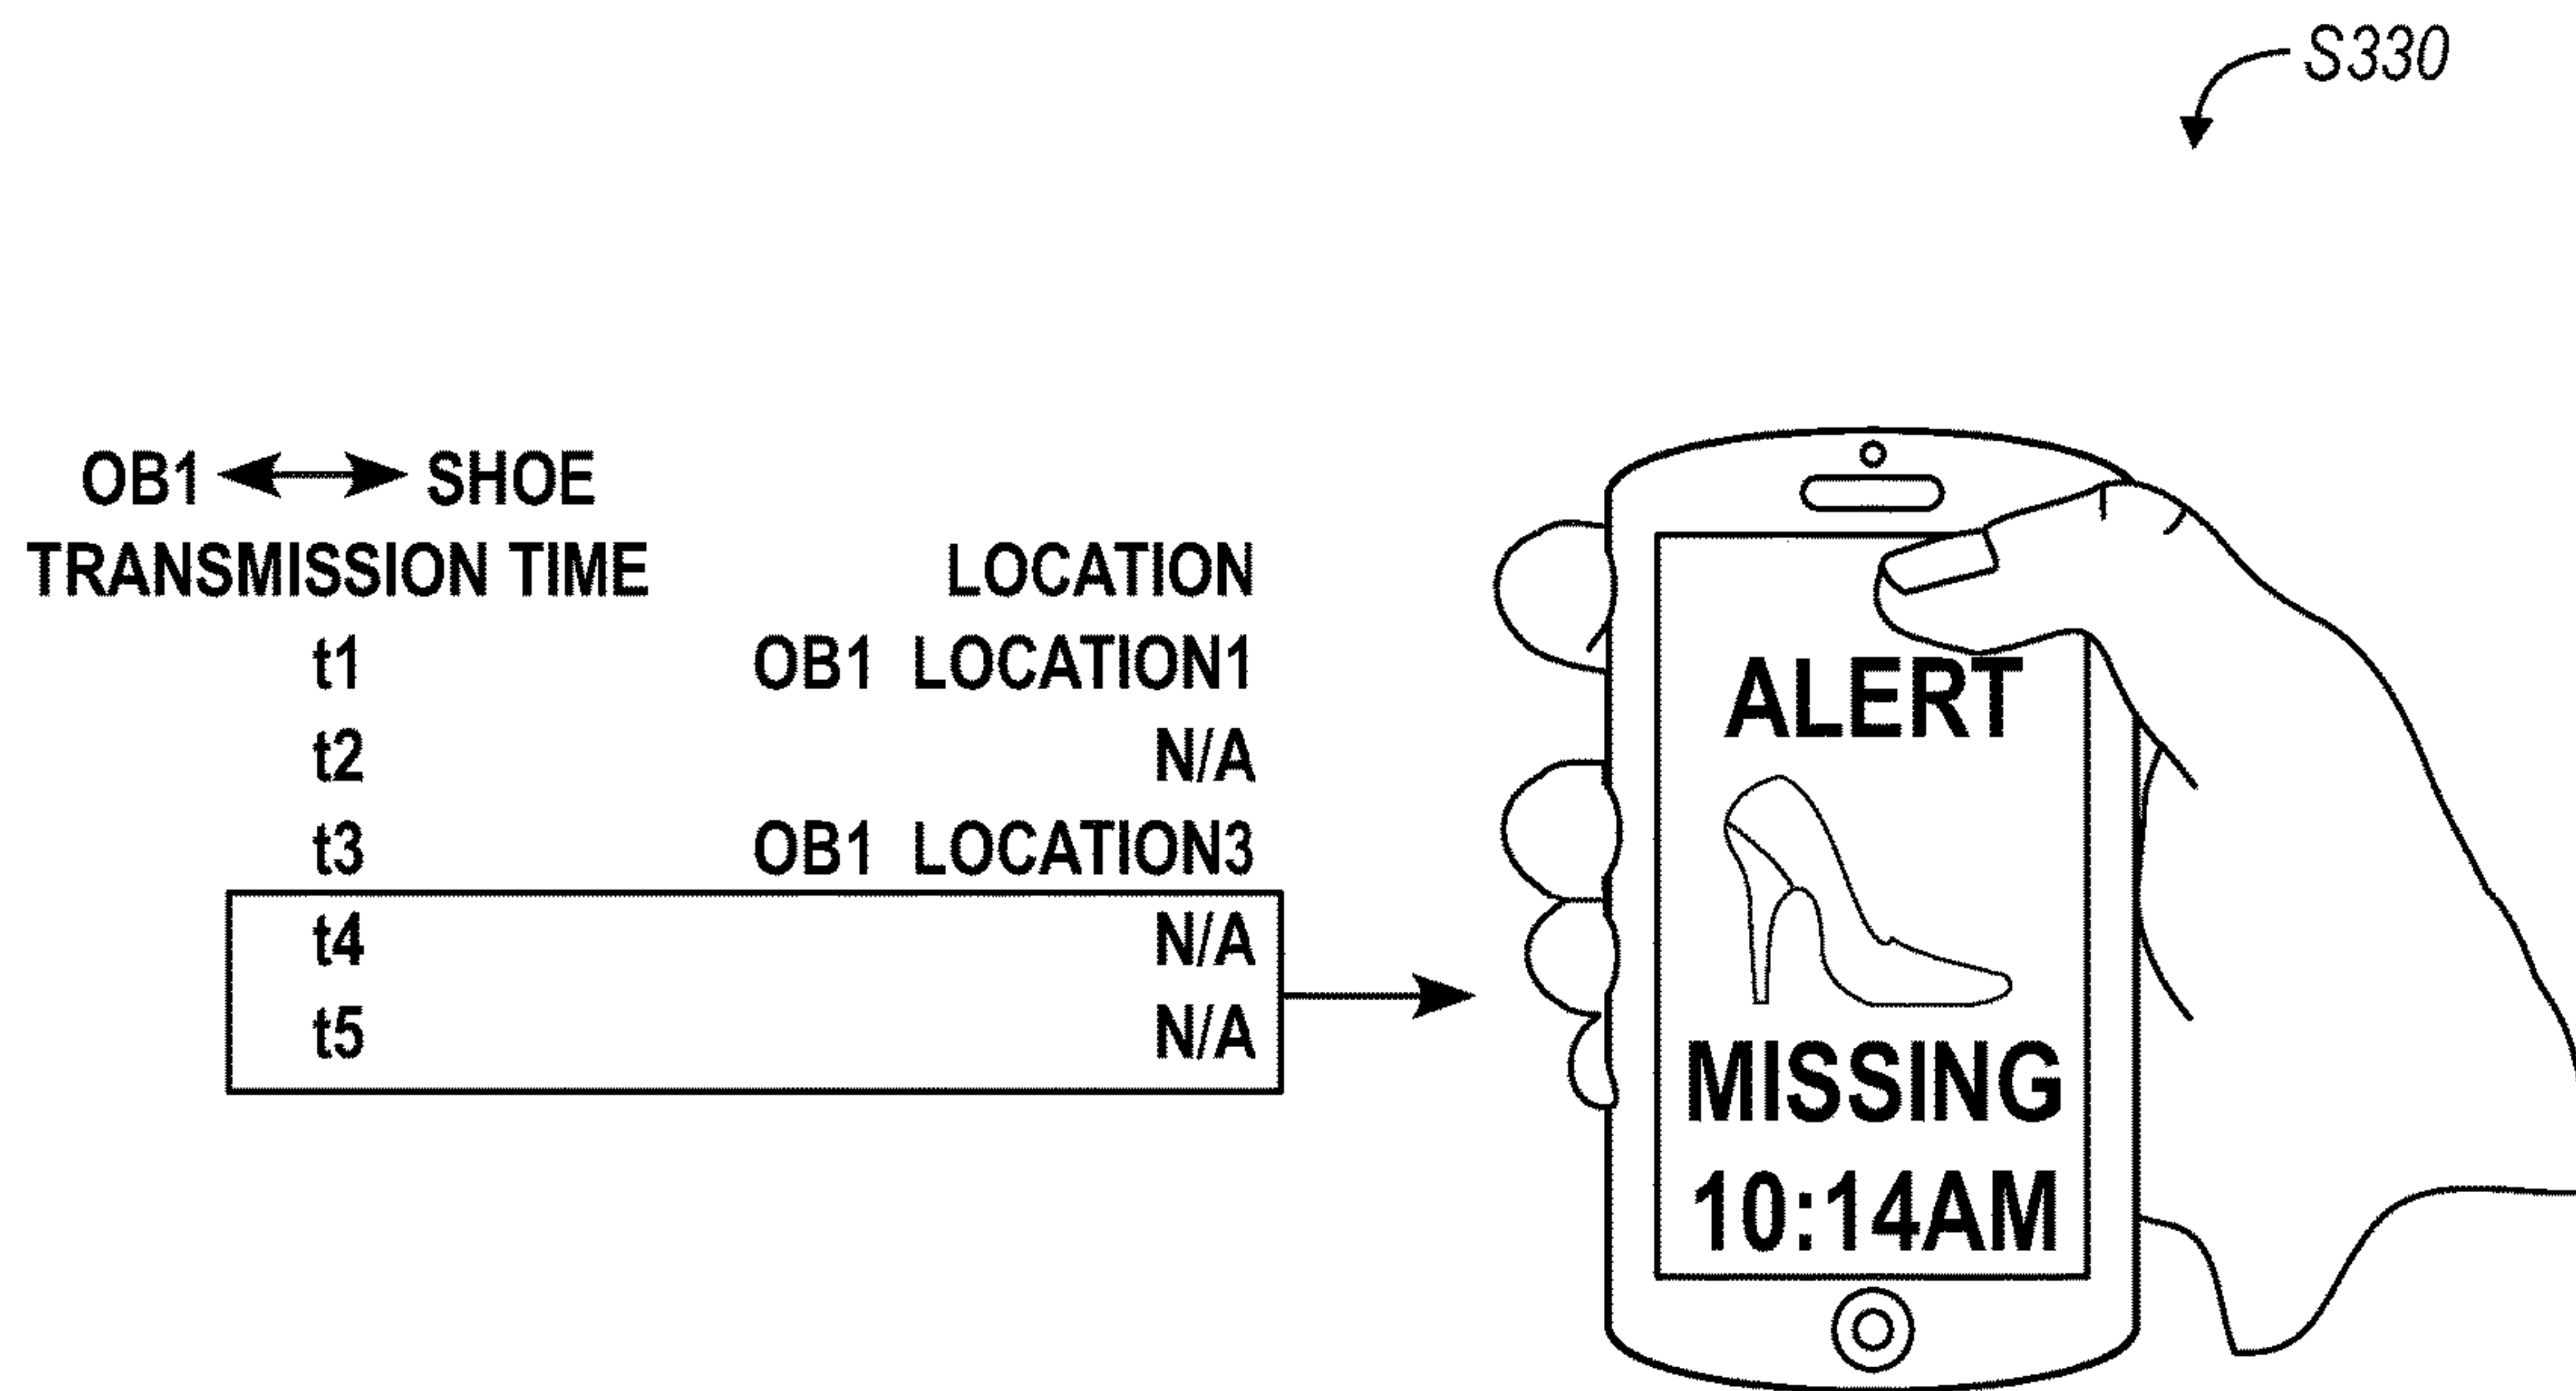 S330
OB1 SHOE
TRANSMISSION TIME LOCATION
t1 OB1 LOCATION1
t2 N/A
t3 OB1 LOCATION3
t4 N/A
t5 N/A
ALERT
MISSING
10:14AM